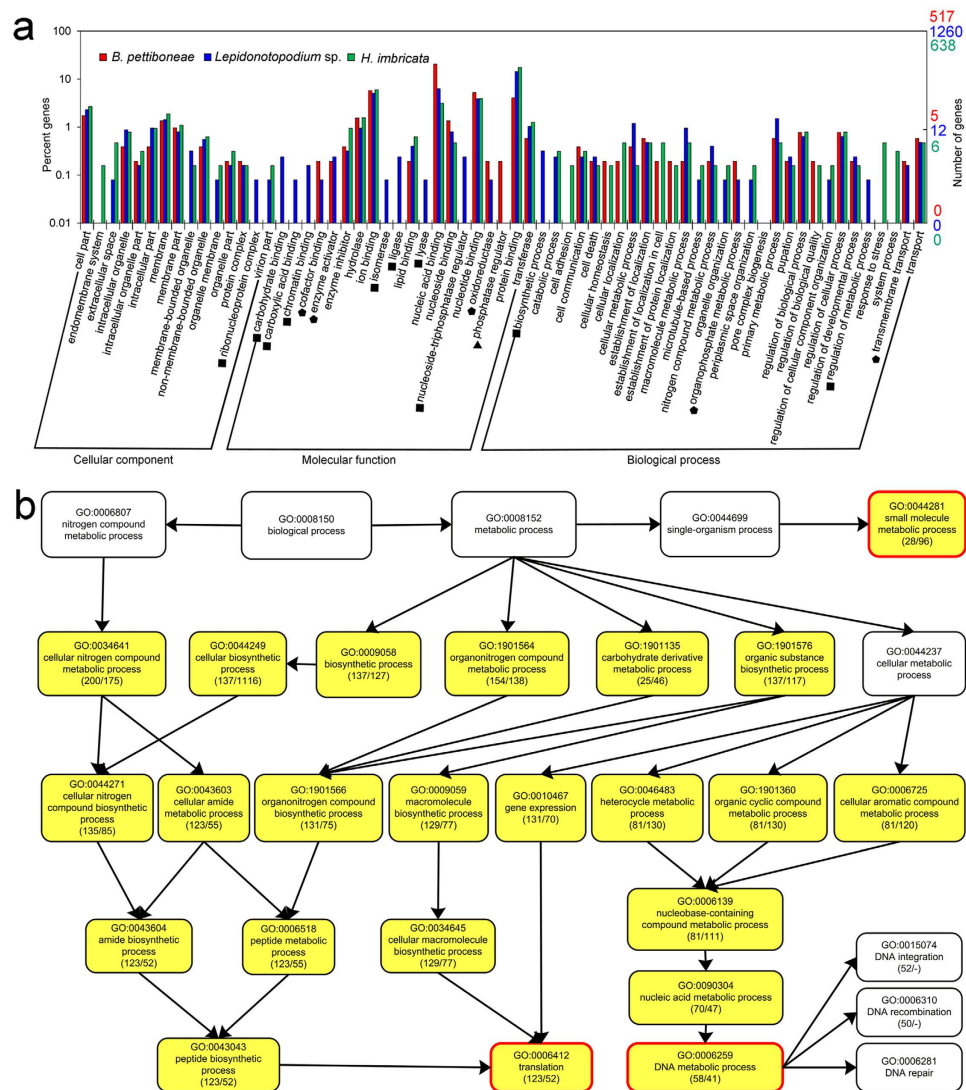 a
517
1260
638
100
10
1
0.1
0.01
Percent genes
B. pettiboneae
Lepidonotopodium sp.
H. imbricata
5
12
6
0
0
0
Number of genes
cell part
endomembrane system
extracellular space
intracellular organelle
intracellular organelle part
intracellular part
membrane
membrane part
membrane-bounded organelle
non-membrane-bounded organelle
organelle membrane
organelle part
protein complex
ribonucleoprotein complex
virion part
carbohydrate binding
carboxylic acid binding
chromatin binding
cofactor binding
enzyme activator
enzyme inhibitor
hydrolase
ion binding
isomerase
ligase
lipid binding
lyase
nucleic acid binding
nucleoside binding
nucleoside-triphosphatase regulator
nucleotide binding
oxidoreductase
phosphatase regulator
protein binding
transferase
biosynthetic process
catabolic process
cell adhesion
cell communication
cell death
cellular homeostasis
cellular localization
cellular metabolic process
establishment of localization
establishment of localization in cell
establishment of protein localization
macromolecule metabolic process
microtubule-based process
nitrogen compound metabolic process
organelle organization
organophosphate metabolic process
periplasmic space organization
pore complex biogenesis
primary metabolic process
pupation
regulation of biological process
regulation of biological quality
regulation of cellular component organization
regulation of cellular process
regulation of developmental process
regulation of metabolic process
response to stress
system process
transmembrane transport
transport
Cellular component
Molecular function
Biological process
b
GO:0006807
nitrogen compound
metabolic process
GO:0008150
biological process
GO:0008152
metabolic process
GO:0044699
single-organism process
GO:0044281
small molecule
metabolic process
(28/96)
GO:0034641
cellular nitrogen compound
metabolic process
(200/175)
GO:0044249
cellular biosynthetic
process
(137/1116)
GO:0009058
biosynthetic process
(137/127)
GO:1901564
organonitrogen compound
metabolic process
(154/138)
GO:1901135
carbohydrate derivative
metabolic process
(25/46)
GO:1901576
organic substance
biosynthetic process
(137/117)
GO:0044237
cellular metabolic
process
GO:0044271
cellular nitrogen
compound biosynthetic
process
(135/85)
GO:0043603
cellular amide
metabolic process
(123/55)
GO:1901566
organonitrogen compound
biosynthetic process
(131/75)
GO:0009059
macromolecule
biosynthetic process
(129/77)
GO:0010467
gene expression
(131/70)
GO:0046483
heterocycle metabolic
process
(81/130)
GO:1901360
organic cyclic compound
metabolic process
(81/130)
GO:0006725
cellular aromatic compound
metabolic process
(81/120)
GO:0043604
amide biosynthetic
process
(123/52)
GO:0006518
peptide metabolic
process
(123/55)
GO:0034645
cellular macromolecule
biosynthetic process
(129/77)
GO:0006139
nucleobase-containing
compound metabolic process
(81/111)
GO:0090304
nucleic acid metabolic process
(70/47)
GO:0015074
DNA integration
(52/-)
GO:0006310
DNA recombination
(50/-)
GO:0043043
peptide biosynthetic
process
(123/52)
GO:0006412
translation
(123/52)
GO:0006259
DNA metabolic process
(58/41)
GO:0006281
DNA repair